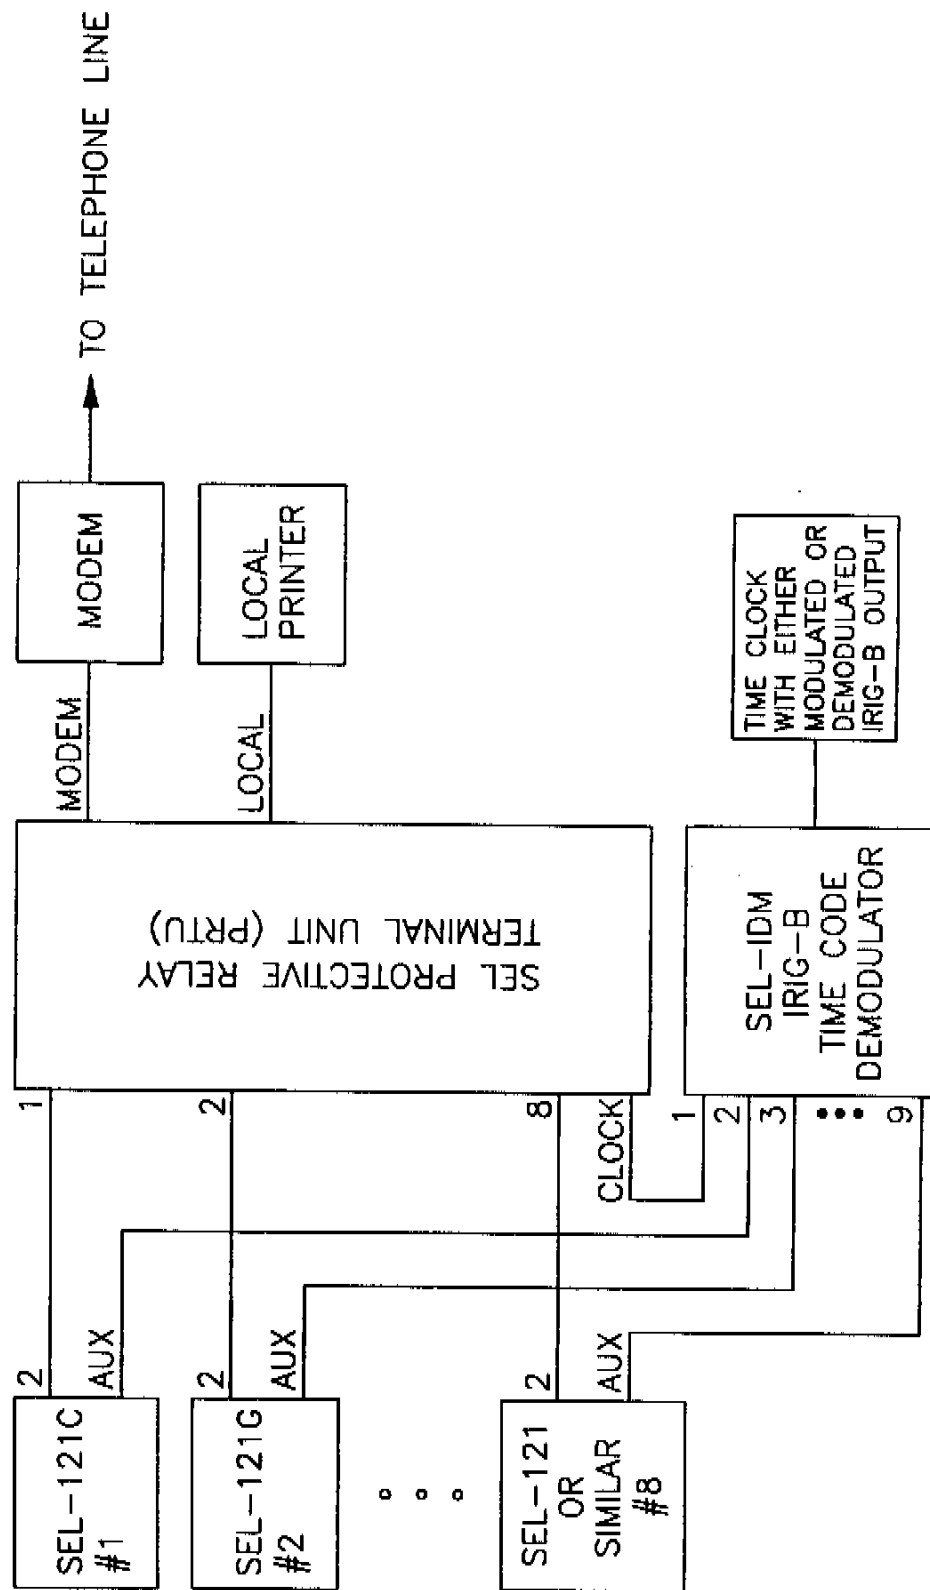 SEL-121C
#1
2
AUX
SEL-121G
#2
2
AUX
SEL-121
OR
SIMILAR
#8
2
AUX
1
2
8
CLOCK
SEL PROTECTIVE RELAY
TERMINAL UNIT (PRTU)
MODEM
LOCAL
MODEM
TO TELEPHONE LINE
LOCAL
PRINTER
1
2
3
9
SEL-IDM
IRIG-B
TIME CODE
DEMODULATOR
TIME CLOCK
WITH EITHER
MODULATED OR
DEMODULATED
IRIG-B OUTPUT